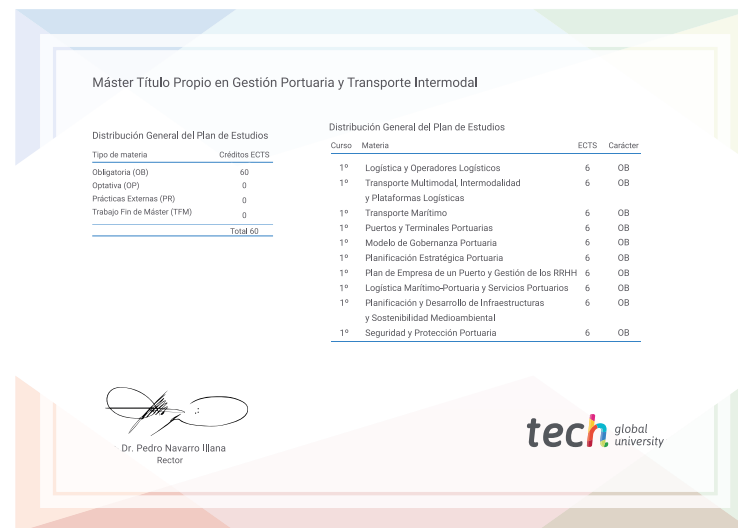 Máster Título Propio en Gestión Portuaria y Transporte Intermodal
Distribución General del Plan de Estudios
Tipo de materia Créditos ECTS
Obligatoria (OB) 60
Optativa (OP) 0
Prácticas Externas (PR) 0
Trabajo Fin de Máster (TFM) 0
Total 60
Distribución General del Plan de Estudios
Curso Materia ECTS Carácter
1º Logística y Operadores Logísticos 6 OB
1º Transporte Multimodal, Intermodalidad 6 OB
y Plataformas Logísticas
1º Transporte Marítimo 6 OB
1º Puertos y Terminales Portuarias 6 OB
1º Modelo de Gobernanza Portuaria 6 OB
1º Planificación Estratégica Portuaria 6 OB
1º Plan de Empresa de un Puerto y Gestión de los RRHH 6 OB
1º Logística Marítimo-Portuaria y Servicios Portuarios 6 OB
1º Planificación y Desarrollo de Infraestructuras 6 OB
y Sostenibilidad Medioambiental
1º Seguridad y Protección Portuaria 6 OB
Dr. Pedro Navarro Illana
Rector
tech global
university